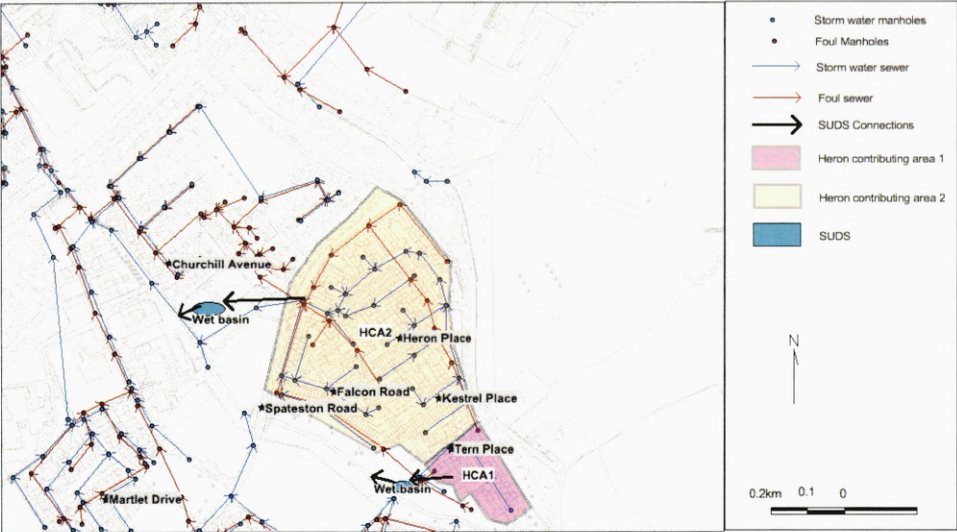 Churchill Avenue
Wet basin
HCA2
Heron Place
Falcon Road
Kestrel Place
Spateston Road
Tern Place
HCA1
Wet basin
Martlet Drive
Storm water manholes
Foul Manholes
Storm water sewer
Foul sewer
SUDS Connections
Heron contributing area 1
Heron contributing area 2
SUDS
N
0.2km 0.1 0